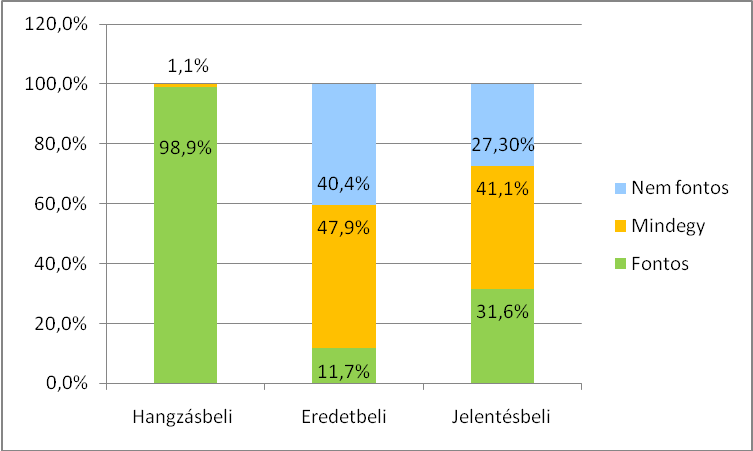 120,0%
100,0%
80,0%
60,0%
40,0%
20,0%
0,0%
1,1%
98,9%
40,4%
47,9%
11,7%
27,30%
41,1%
31,6%
Hangzásbeli
Eredetbeli
Jelentésbeli
Nem fontos
Mindegy
Fontos